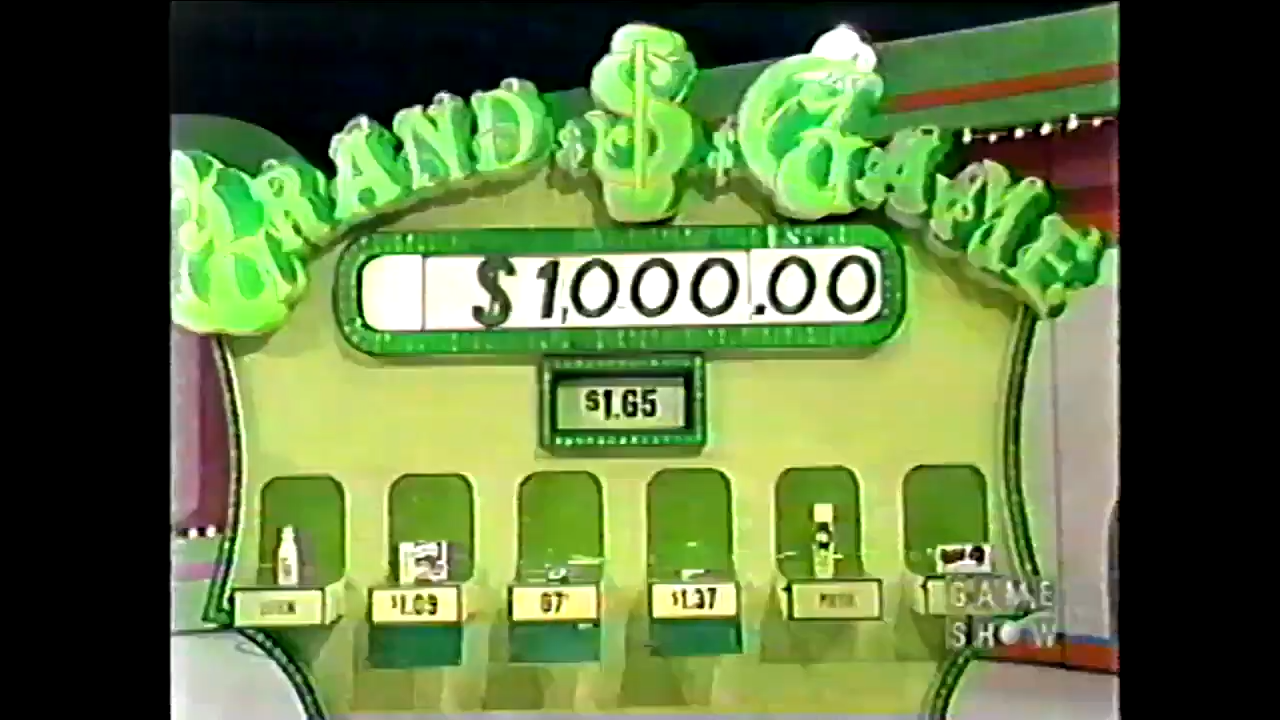 GRAND $ GAME
$1,000.00
$1.65
$1.09
67¢
$1.37
GAME
SHOW